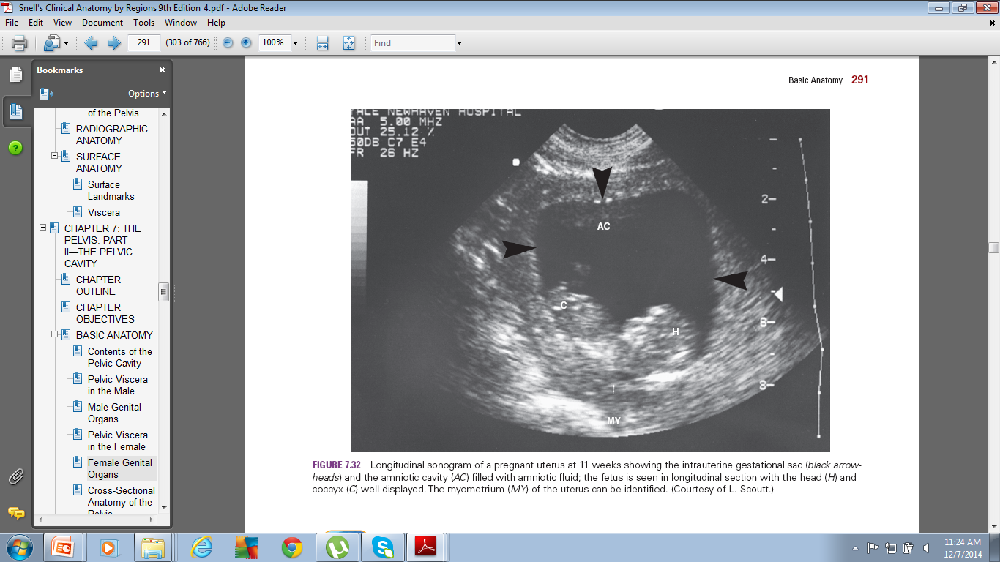 Snell's Clinical Anatomy by Regions 9th Edition_4.pdf - Adobe Reader
File Edit View Document Tools Window Help
291 (303 of 766) 100% Find
Bookmarks
Options
of the Pelvis
RADIOGRAPHIC
ANATOMY
SURFACE
ANATOMY
Surface
Landmarks
Viscera
CHAPTER 7: THE
PELVIS: PART
II—THE PELVIC
CAVITY
CHAPTER
OUTLINE
CHAPTER
OBJECTIVES
BASIC ANATOMY
Contents of the
Pelvic Cavity
Pelvic Viscera
in the Male
Male Genital
Organs
Pelvic Viscera
in the Female
Female Genital
Organs
Cross-Sectional
Anatomy of the
Basic Anatomy 291
NEWHAVEN HOSPITAL
5.00 MHZ
OUT 25.12 %
50DB C7 E4
FR 26 HZ
2
AC
4
C
6
H
8
MY
FIGURE 7.32 Longitudinal sonogram of a pregnant uterus at 11 weeks showing the intrauterine gestational sac (black arrow-
heads) and the amniotic cavity (AC) filled with amniotic fluid; the fetus is seen in longitudinal section with the head (H) and
coccyx (C) well displayed. The myometrium (MY) of the uterus can be identified. (Courtesy of L. Scoutt.)
11:24 AM
12/7/2014